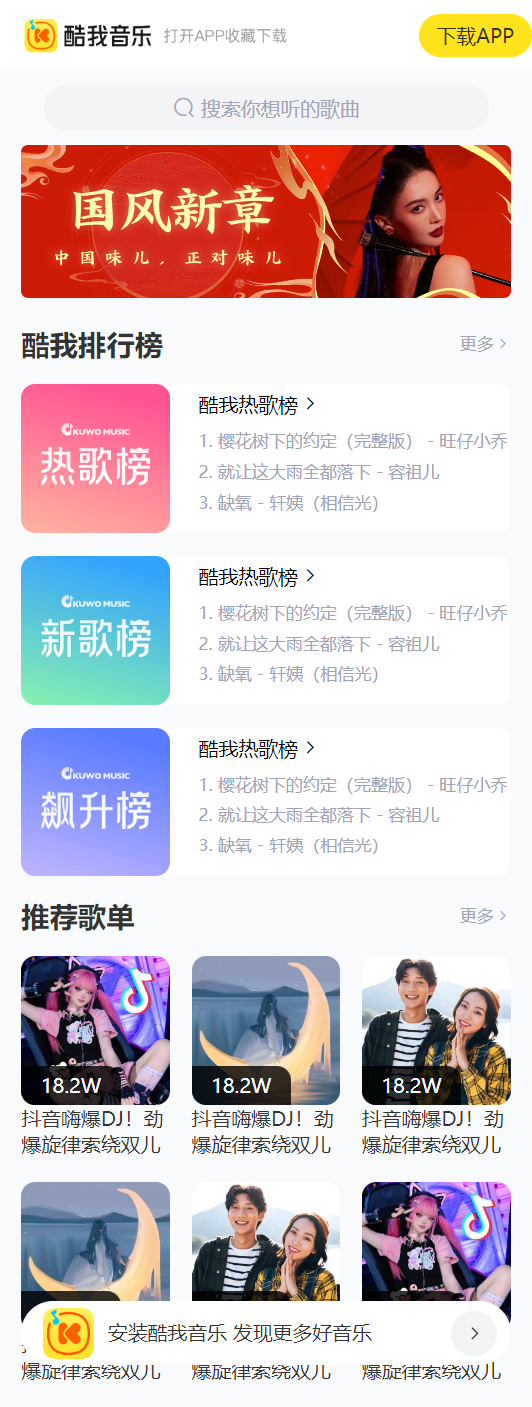 酷我音乐 打开APP收藏下载 下载APP
搜索你想听的歌曲
国风新章
中国味儿，正对味儿
酷我排行榜 更多
KUWO MUSIC
热歌榜
酷我热歌榜
1. 樱花树下的约定（完整版） - 旺仔小乔
2. 就让这大雨全都落下 - 容祖儿
3. 缺氧 - 轩姨（相信光）
KUWO MUSIC
新歌榜
酷我热歌榜
1. 樱花树下的约定（完整版） - 旺仔小乔
2. 就让这大雨全都落下 - 容祖儿
3. 缺氧 - 轩姨（相信光）
KUWO MUSIC
飙升榜
酷我热歌榜
1. 樱花树下的约定（完整版） - 旺仔小乔
2. 就让这大雨全都落下 - 容祖儿
3. 缺氧 - 轩姨（相信光）
推荐歌单 更多
18.2W 18.2W 18.2W
抖音嗨爆DJ！劲 抖音嗨爆DJ！劲 抖音嗨爆DJ！劲
爆旋律索绕双儿 爆旋律索绕双儿 爆旋律索绕双儿
安装酷我音乐 发现更多好音乐
爆旋律索绕双儿 爆旋律索绕双儿 爆旋律索绕双儿